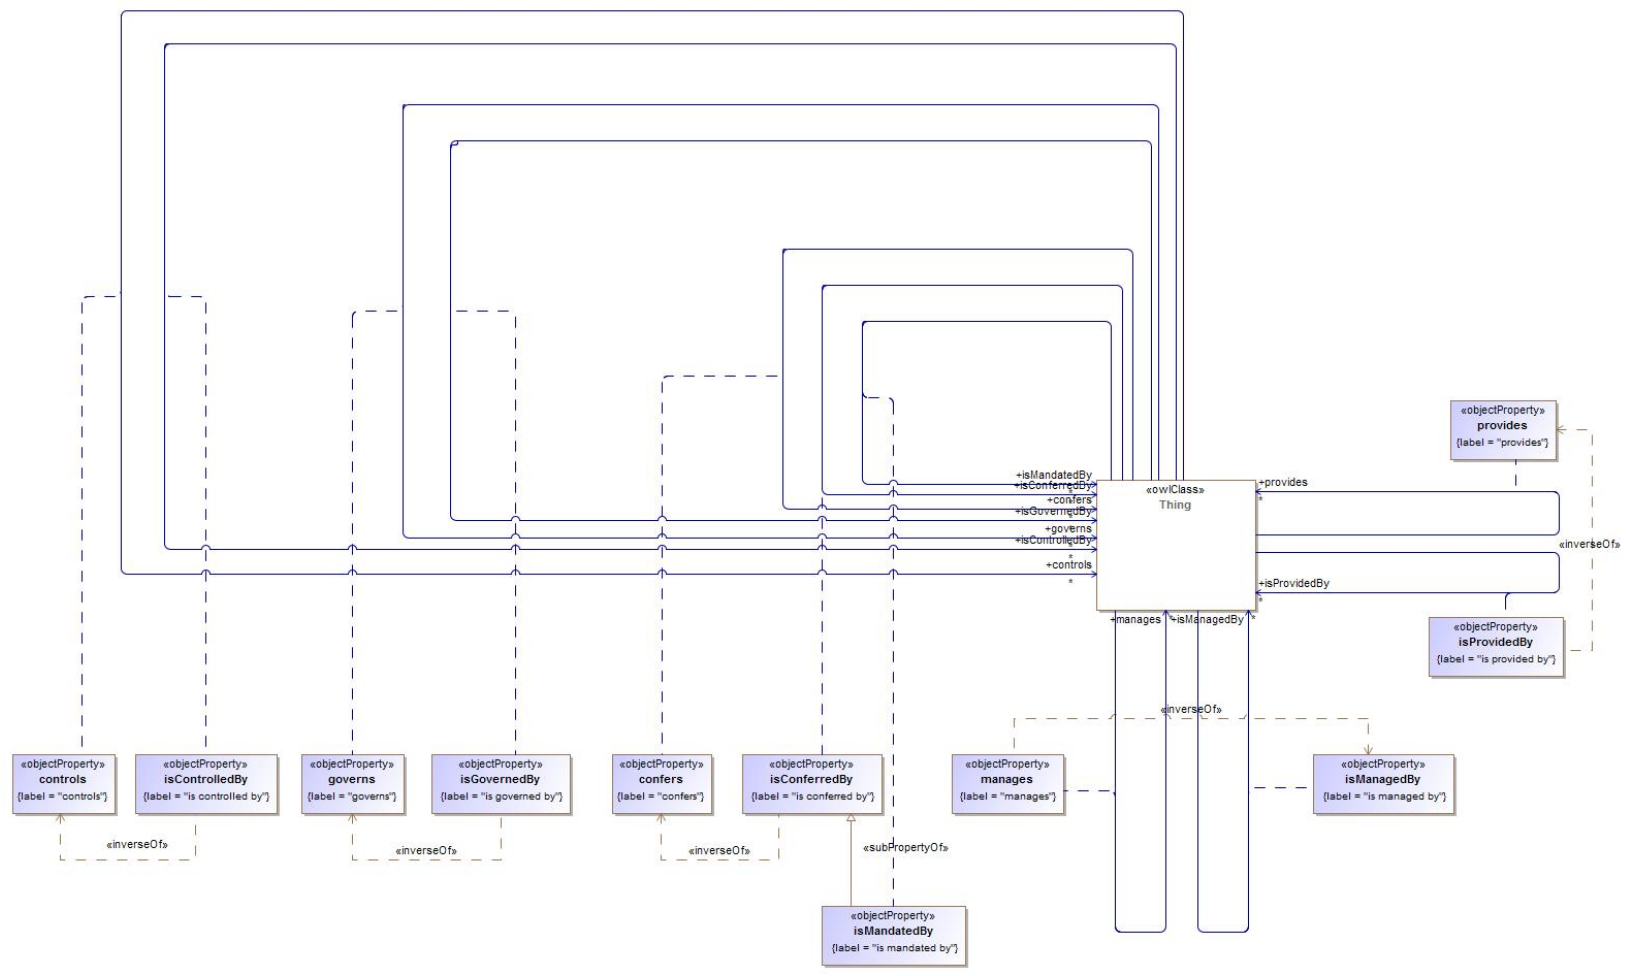 «objectProperty»
provides
{label = "provides"}
+isMandatedBy
+isConferredBy
*
+confers
*
+isGovernedBy
*
+governs
*
+isControlledBy
*
+controls
*
«owlClass»
Thing
+provides
*
«inverseOf»
+isProvidedBy
*
+manages
*
+isManagedBy
*
«objectProperty»
isProvidedBy
{label = "is provided by"}
«inverseOf»
«objectProperty»
controls
{label = "controls"}
«objectProperty»
isControlledBy
{label = "is controlled by"}
«objectProperty»
governs
{label = "governs"}
«objectProperty»
isGovernedBy
{label = "is governed by"}
«objectProperty»
confers
{label = "confers"}
«objectProperty»
isConferredBy
{label = "is conferred by"}
«objectProperty»
manages
{label = "manages"}
«objectProperty»
isManagedBy
{label = "is managed by"}
«inverseOf»
«inverseOf»
«inverseOf»
«subPropertyOf»
«objectProperty»
isMandatedBy
{label = "is mandated by"}